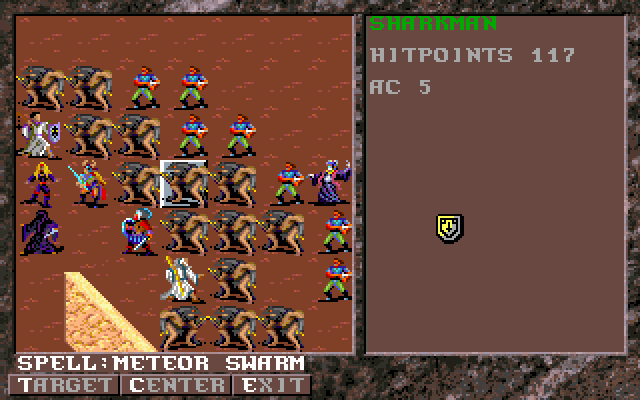 SHARKMAN
HITPOINTS 117
AC 5
SPELL:METEOR SWARM
TARGET CENTER EXIT